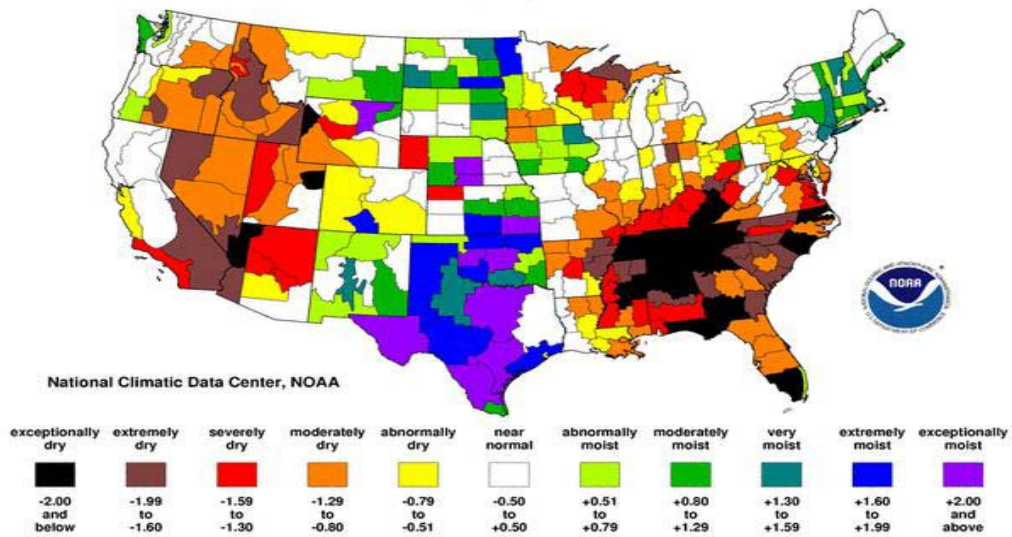 NOAA
National Climatic Data Center, NOAA
exceptionally dry
extremely dry
severely dry
moderately dry
abnormally dry
near normal
abnormally moist
moderately moist
very moist
extremely moist
exceptionally moist
-2.00 and below
-1.99 to -1.60
-1.59 to -1.30
-1.29 to -0.80
-0.79 to -0.51
-0.50 to +0.50
+0.51 to +0.79
+0.80 to +1.29
+1.30 to +1.59
+1.60 to +1.99
+2.00 and above